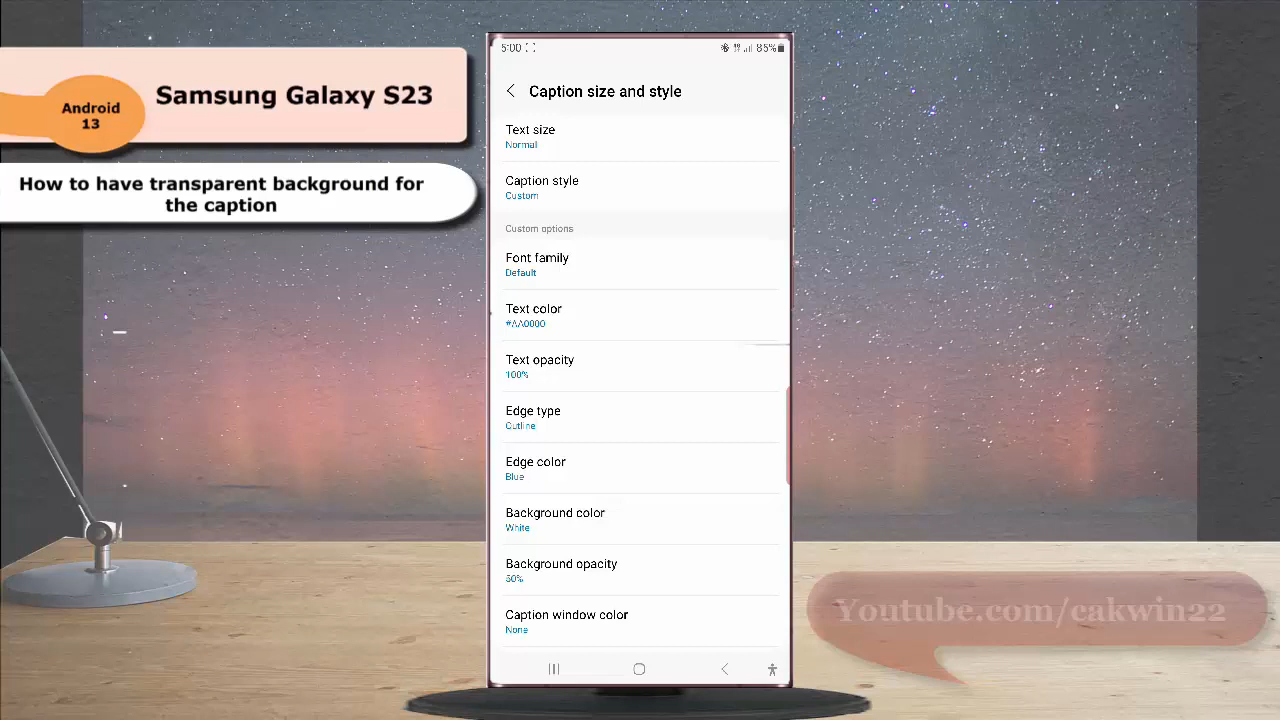 Samsung Galaxy S23
Android
13
How to have transparent background for
the caption
5:00
85%
Caption size and style
Text size
Normal
Caption style
Custom
Custom options
Font family
Default
Text color
#AA0000
Text opacity
100%
Edge type
Outline
Edge color
Blue
Background color
White
Background opacity
50%
Caption window color
None
Youtube.com/cakwin22